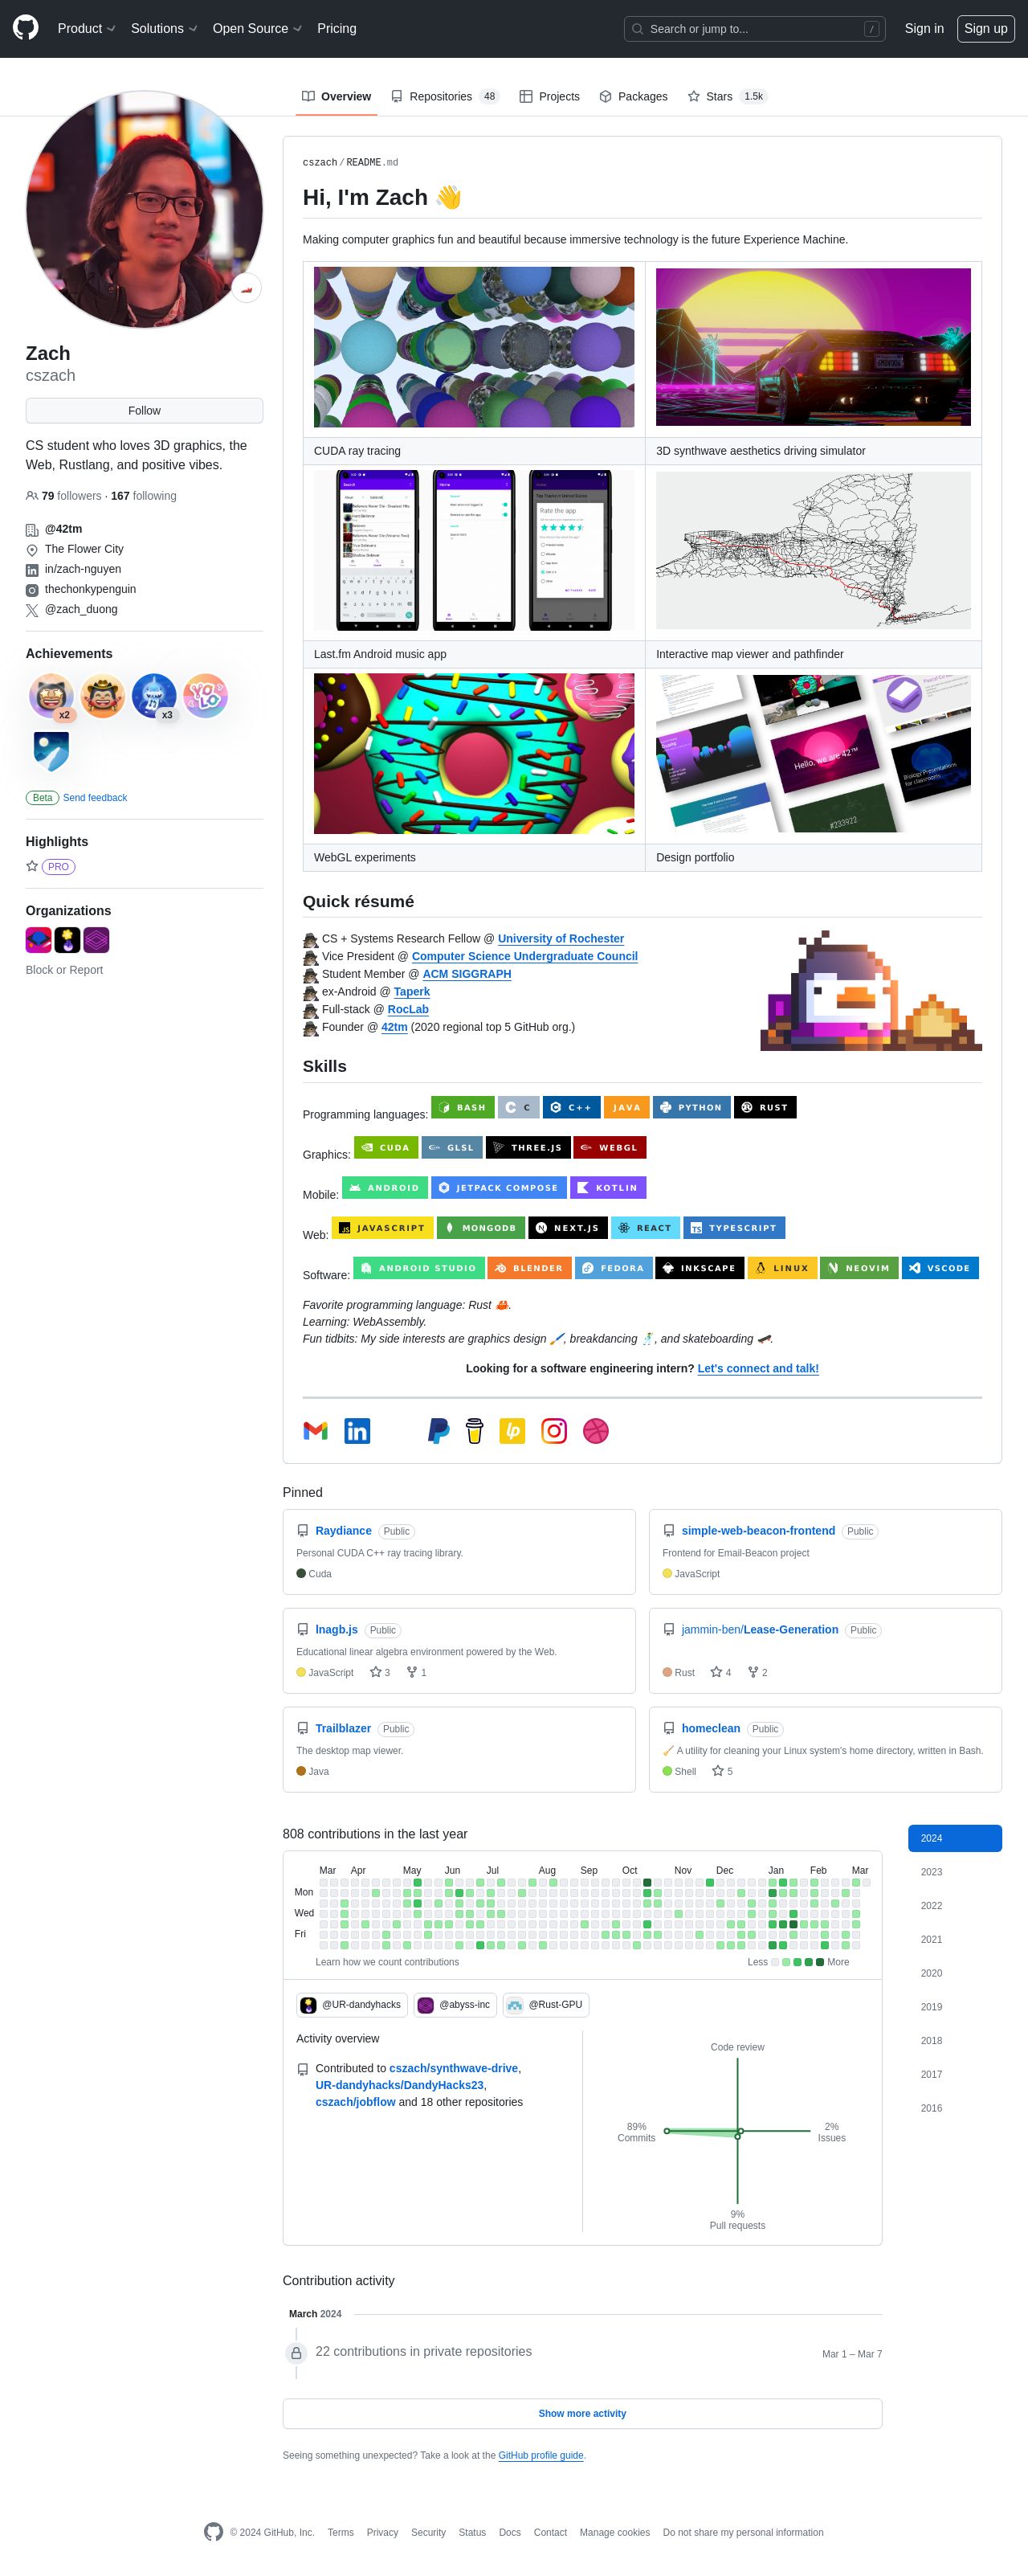 Product Solutions Open Source Pricing Search or jump to... / Sign in Sign up
Overview Repositories 48 Projects Packages Stars 1.5k
Zach
cszach
Follow
CS student who loves 3D graphics, the
Web, Rustlang, and positive vibes.
79 followers · 167 following
@42tm
The Flower City
in/zach-nguyen
thechonkypenguin
@zach_duong
Achievements
x2 x3
YOLO
Beta Send feedback
Highlights
PRO
Organizations
Block or Report
cszach/README.md
Hi, I'm Zach 👋
Making computer graphics fun and beautiful because immersive technology is the future Experience Machine.
CUDA ray tracing 3D synthwave aesthetics driving simulator
Rate the app
Last.fm Android music app Interactive map viewer and pathfinder
Hello, we are 42™
#233922
WebGL experiments Design portfolio
Quick résumé
CS + Systems Research Fellow @ University of Rochester
Vice President @ Computer Science Undergraduate Council
Student Member @ ACM SIGGRAPH
ex-Android @ Taperk
Full-stack @ RocLab
Founder @ 42tm (2020 regional top 5 GitHub org.)
Skills
Programming languages: BASH C C++ JAVA PYTHON RUST
Graphics: CUDA GLSL THREE.JS WEBGL
Mobile: ANDROID JETPACK COMPOSE KOTLIN
Web: JAVASCRIPT MONGODB NEXT.JS REACT TYPESCRIPT
Software: ANDROID STUDIO BLENDER FEDORA INKSCAPE LINUX NEOVIM VSCODE
Favorite programming language: Rust 🦀.
Learning: WebAssembly.
Fun tidbits: My side interests are graphics design 🖌️, breakdancing 🕺, and skateboarding 🛹.
Looking for a software engineering intern? Let's connect and talk!
Pinned
Raydiance Public
Personal CUDA C++ ray tracing library.
Cuda
simple-web-beacon-frontend Public
Frontend for Email-Beacon project
JavaScript
lnagb.js Public
Educational linear algebra environment powered by the Web.
JavaScript 3 1
jammin-ben/Lease-Generation Public
Rust 4 2
Trailblazer Public
The desktop map viewer.
Java
homeclean Public
🧹 A utility for cleaning your Linux system's home directory, written in Bash.
Shell 5
808 contributions in the last year
Mar Apr May Jun Jul Aug Sep Oct Nov Dec Jan Feb Mar
Mon
Wed
Fri
Learn how we count contributions Less More
2024
2023
2022
2021
2020
2019
2018
2017
2016
@UR-dandyhacks @abyss-inc @Rust-GPU
Activity overview
Contributed to cszach/synthwave-drive,
UR-dandyhacks/DandyHacks23,
cszach/jobflow and 18 other repositories
Code review
89%
Commits
2%
Issues
9%
Pull requests
Contribution activity
March 2024
22 contributions in private repositories Mar 1 – Mar 7
Show more activity
Seeing something unexpected? Take a look at the GitHub profile guide.
© 2024 GitHub, Inc. Terms Privacy Security Status Docs Contact Manage cookies Do not share my personal information